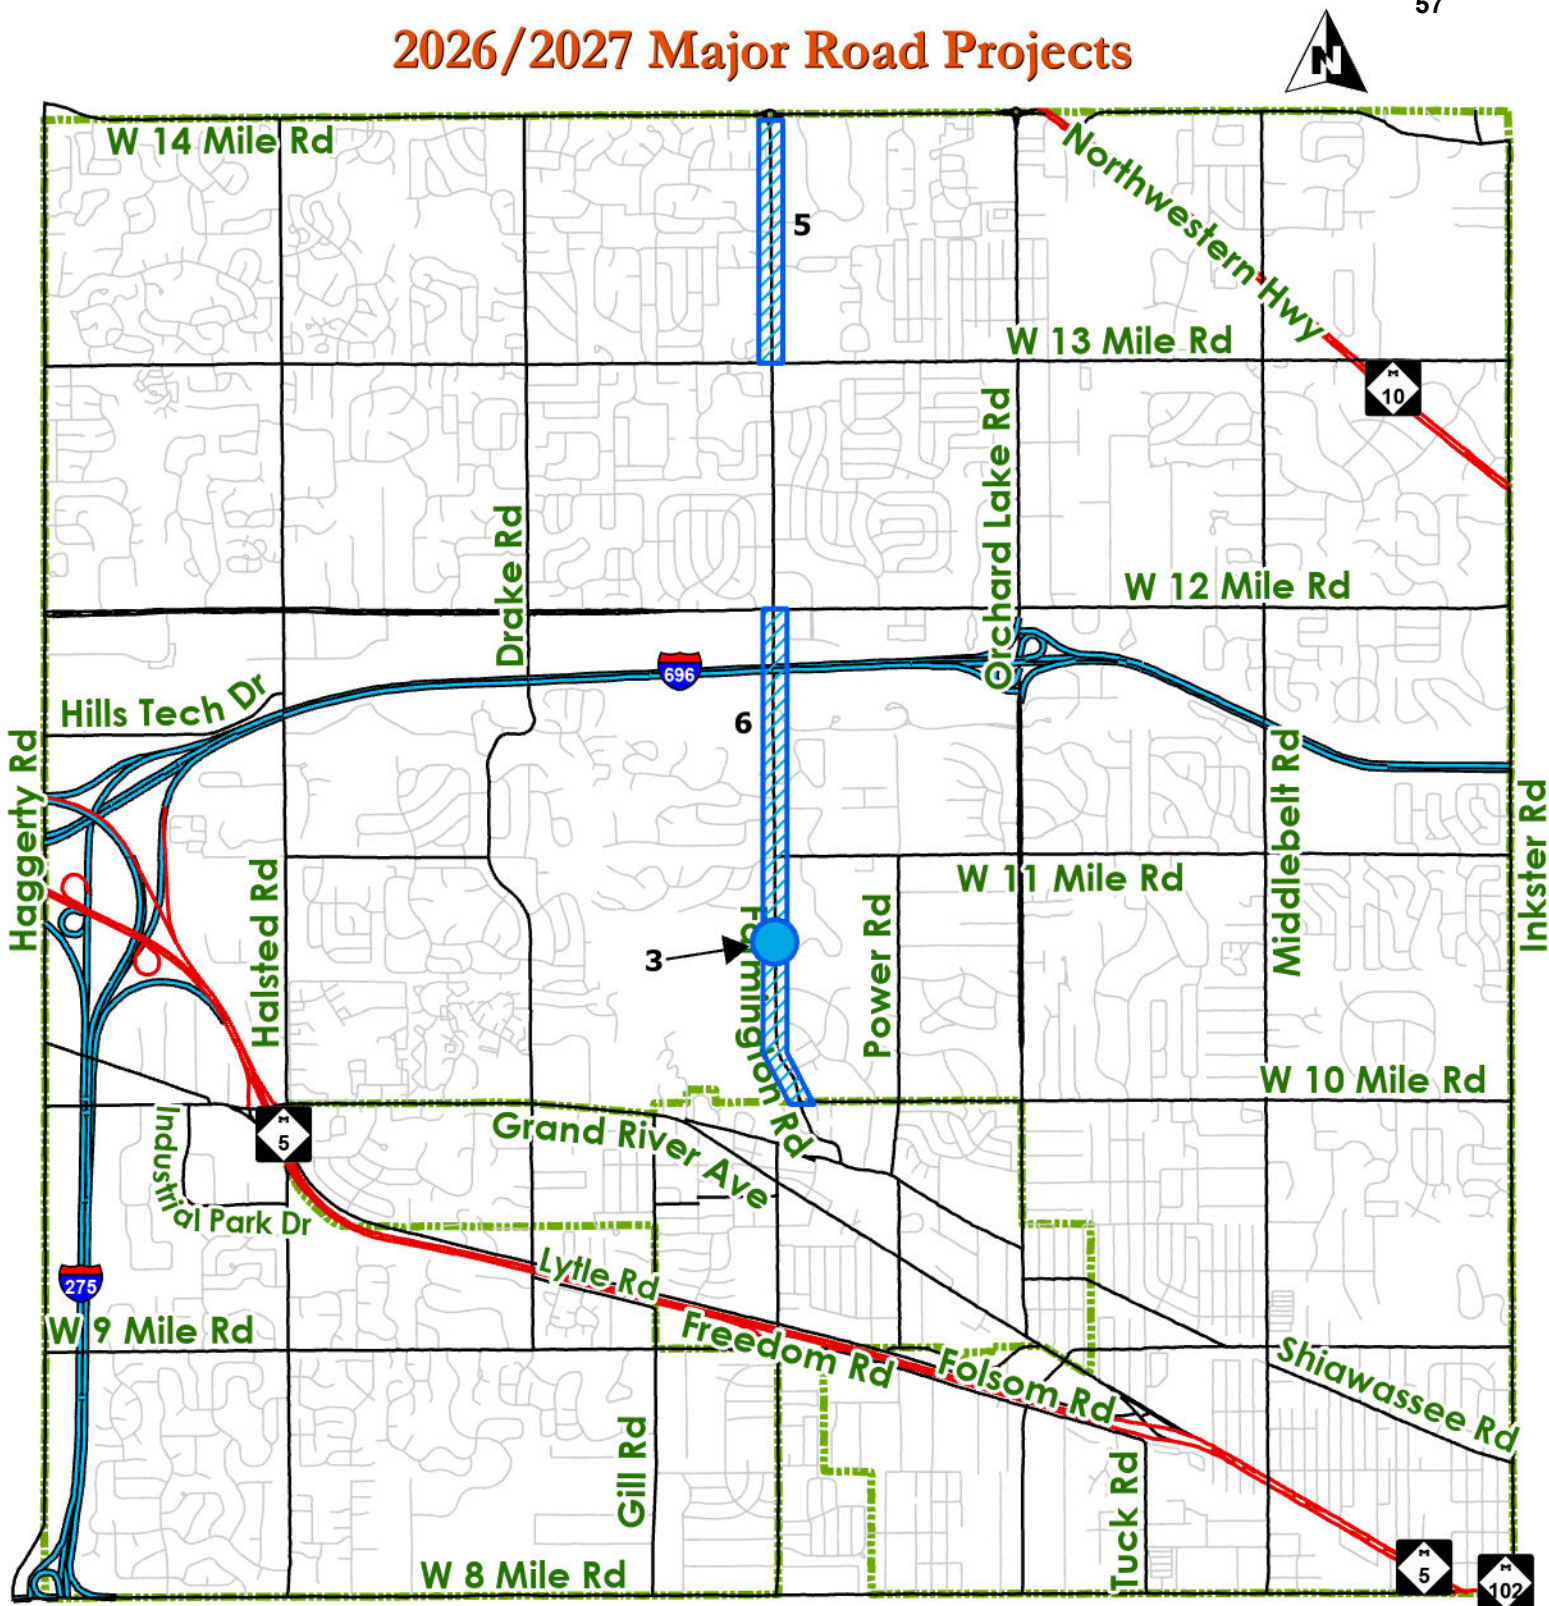 57
2026/2027 Major Road Projects
N
W 14 Mile Rd
Northwestern Hwy
5
W 13 Mile Rd
M
10
Orchard Lake Rd
Drake Rd
W 12 Mile Rd
696
Hills Tech Dr
6
Haggerty Rd
Middlebelt Rd
Inkster Rd
Halsted Rd
W 11 Mile Rd
Power Rd
3
Farmington Rd
W 10 Mile Rd
M
5
Industrial Park Dr
Grand River Ave
275
Lytle Rd
W 9 Mile Rd
Freedom Rd
Folsom Rd
Shiawassee Rd
Gill Rd
Tuck Rd
W 8 Mile Rd
M
5
M
102